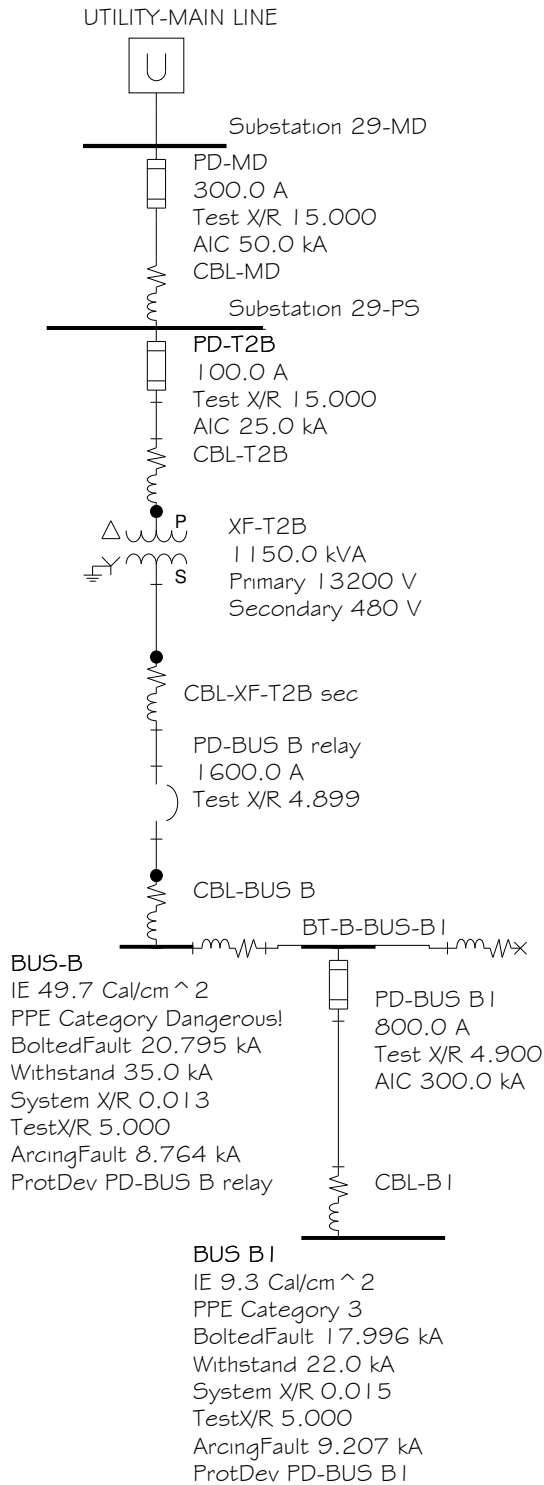 UTILITY-MAIN LINE
U
Substation 29-MD
PD-MD
300.0 A
Test X/R 15.000
AIC 50.0 kA
CBL-MD
Substation 29-PS
PD-T2B
100.0 A
Test X/R 15.000
AIC 25.0 kA
CBL-T2B
P
S
XF-T2B
1150.0 kVA
Primary 13200 V
Secondary 480 V
CBL-XF-T2B sec
PD-BUS B relay
1600.0 A
Test X/R 4.899
CBL-BUS B
BT-B-BUS-B1
BUS-B
IE 49.7 Cal/cm^2
PPE Category Dangerous!
BoltedFault 20.795 kA
Withstand 35.0 kA
System X/R 0.013
TestX/R 5.000
ArcingFault 8.764 kA
ProtDev PD-BUS B relay
PD-BUS B1
800.0 A
Test X/R 4.900
AIC 300.0 kA
CBL-B1
BUS B1
IE 9.3 Cal/cm^2
PPE Category 3
BoltedFault 17.996 kA
Withstand 22.0 kA
System X/R 0.015
TestX/R 5.000
ArcingFault 9.207 kA
ProtDev PD-BUS B1